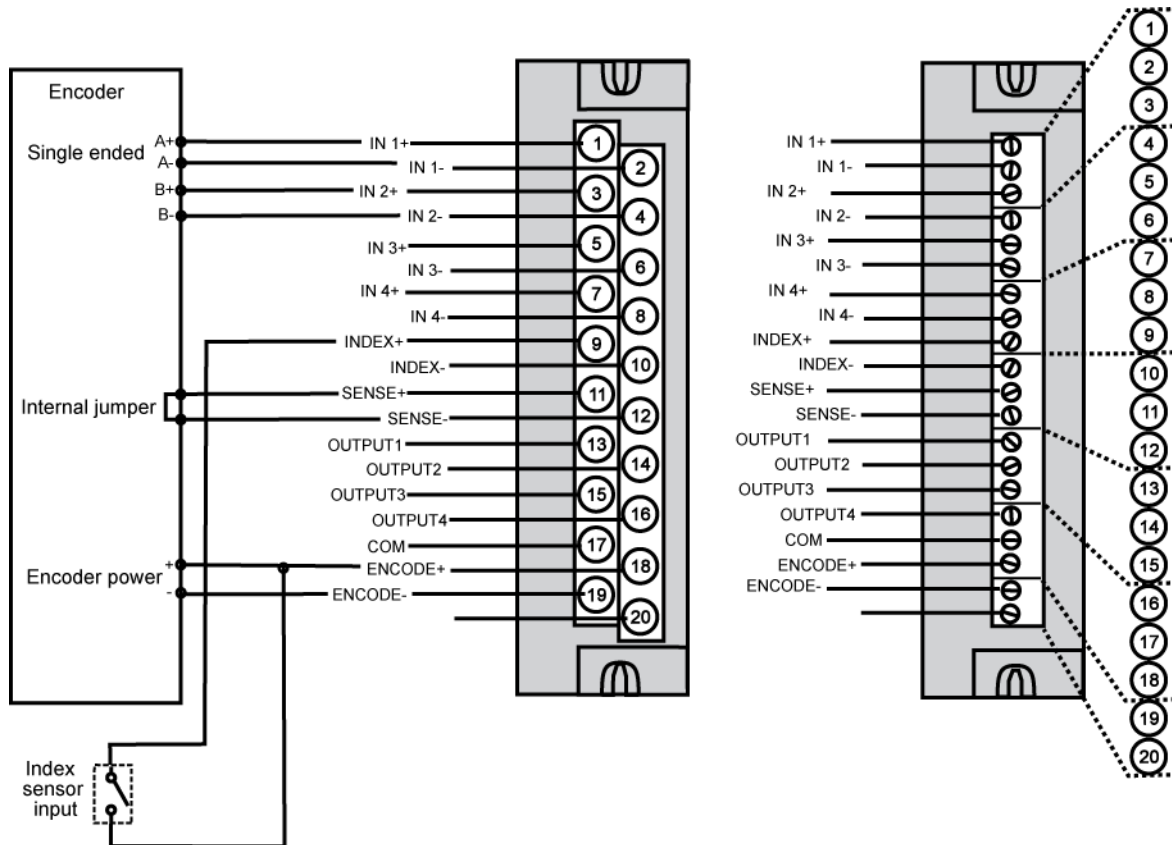 Encoder
Single ended
A+
A-
B+
B-
Internal jumper
Encoder power
+
-
Index
sensor
input
IN 1+
IN 1-
IN 2+
IN 2-
IN 3+
IN 3-
IN 4+
IN 4-
INDEX+
INDEX-
SENSE+
SENSE-
OUTPUT1
OUTPUT2
OUTPUT3
OUTPUT4
COM
ENCODE+
ENCODE-
1
2
3
4
5
6
7
8
9
10
11
12
13
14
15
16
17
18
19
20
IN 1+
IN 1-
IN 2+
IN 2-
IN 3+
IN 3-
IN 4+
IN 4-
INDEX+
INDEX-
SENSE+
SENSE-
OUTPUT1
OUTPUT2
OUTPUT3
OUTPUT4
COM
ENCODE+
ENCODE-
1
2
3
4
5
6
7
8
9
10
11
12
13
14
15
16
17
18
19
20